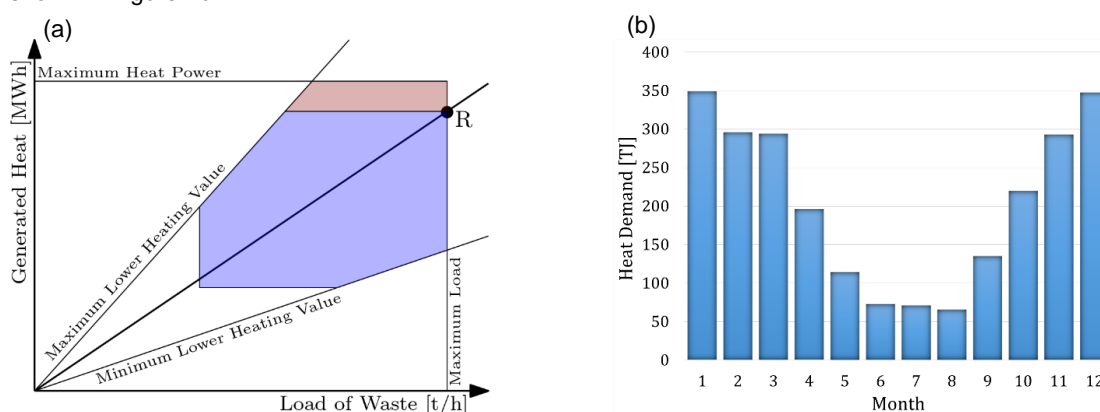 (a)
Maximum Heat Power
Generated Heat [MWh]
Maximum Lower Heating Value
Minimum Lower Heating Value
Maximum Load
R
Load of Waste [t/h]
(b)
Heat Demand [TJ]
400
350
300
250
200
150
100
50
0
1 2 3 4 5 6 7 8 9 10 11 12
Month